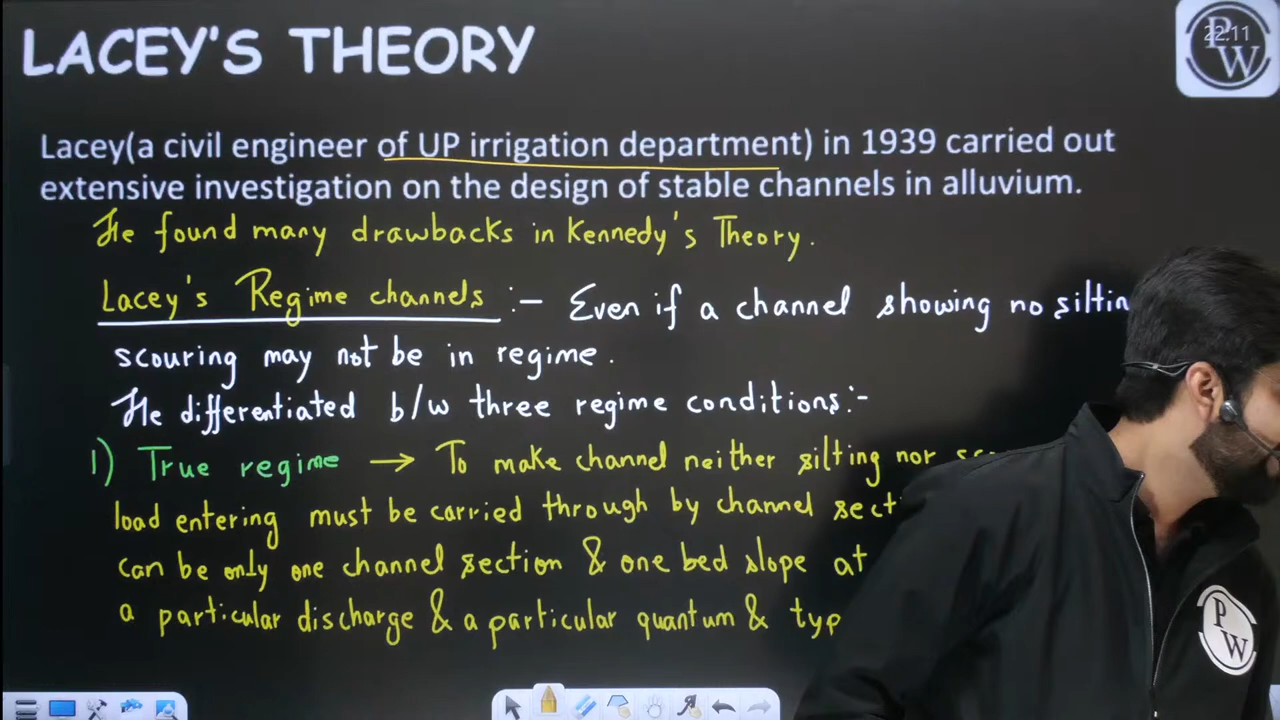 LACEY'S THEORY
22:11
P
W
Lacey(a civil engineer of UP irrigation department) in 1939 carried out
extensive investigation on the design of stable channels in alluvium.
He found many drawbacks in Kennedy's Theory.
Lacey's Regime channels :- Even if a channel showing no siltin
scouring may not be in regime.
He differentiated b/w three regime conditions:-
1) True regime → To make channel neither silting nor
load entering must be carried through by channel secti
can be only one channel section & one bed slope at
a particular discharge & a particular quantum & typ
P
W